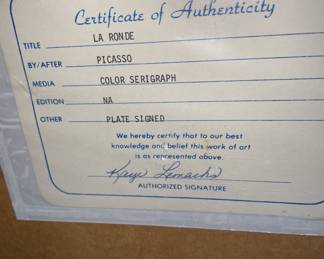 Certificate of Authenticity
TITLE LA RONDE
BY/AFTER PICASSO
MEDIA COLOR SERIGRAPH
EDITION NA
OTHER PLATE SIGNED
We hereby certify that to our best
knowledge and belief this work of art
is as represented above.
Kaye
AUTHORIZED SIGNATURE